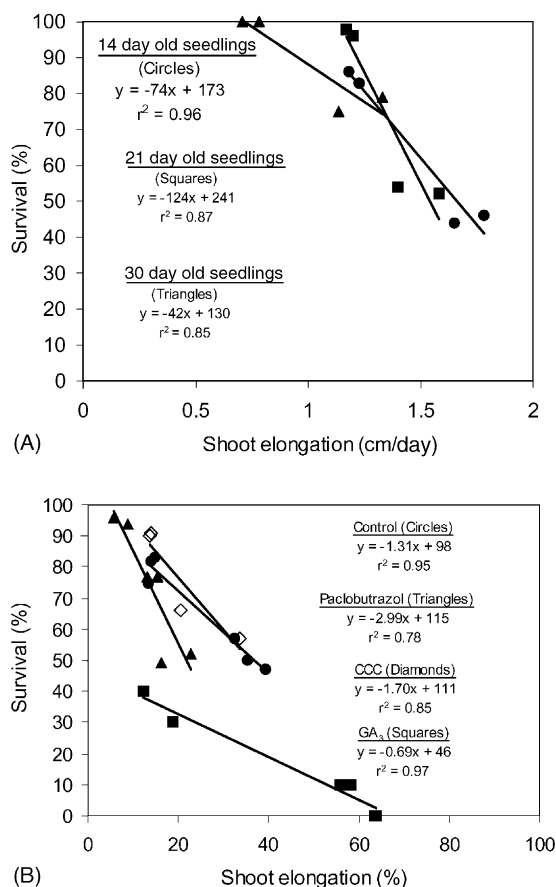 100
90
80
70
60
50
40
30
20
10
0
Survival (%)
14 day old seedlings
(Circles)
y = -74x + 173
r² = 0.96
21 day old seedlings
(Squares)
y = -124x + 241
r² = 0.87
30 day old seedlings
(Triangles)
y = -42x + 130
r² = 0.85
0 0.5 1 1.5 2
Shoot elongation (cm/day)
(A)
100
90
80
70
60
50
40
30
20
10
0
Survival (%)
Control (Circles)
y = -1.31x + 98
r² = 0.95
Paclobutrazol (Triangles)
y = -2.99x + 115
r² = 0.78
CCC (Diamonds)
y = -1.70x + 111
r² = 0.85
GA₃ (Squares)
y = -0.69x + 46
r² = 0.97
0 20 40 60 80 100
Shoot elongation (%)
(B)